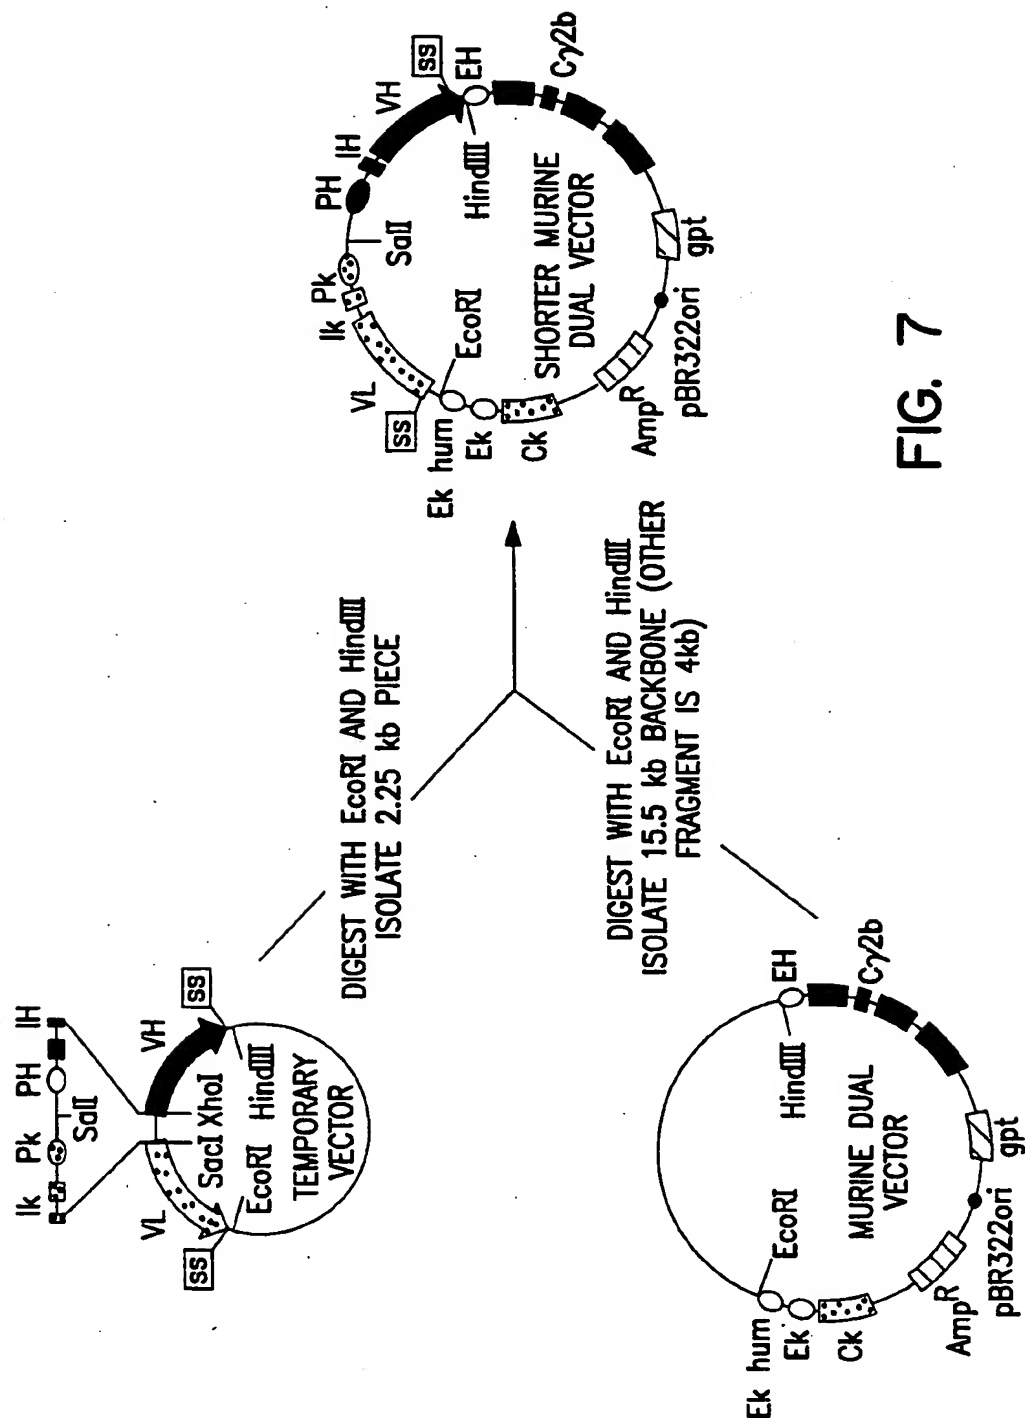 Ik Pk PH IH
SalI
VL
VH
SacI XhoI
ss
ss
EcoRI HindIII
TEMPORARY
VECTOR
DIGEST WITH EcoRI AND HindIII
ISOLATE 2.25 kb PIECE
Ek hum
Ek
Ck
EcoRI
HindIII
EH
Cγ2b
MURINE DUAL
VECTOR
AmpR
pBR322ori
gpt
DIGEST WITH EcoRI AND HindIII
ISOLATE 15.5 kb BACKBONE (OTHER
FRAGMENT IS 4kb)
Ik
Pk
PH
IH
VL
SalI
VH
ss
ss
Ek hum
Ek
Ck
EcoRI
HindIII
EH
Cγ2b
SHORTER MURINE
DUAL VECTOR
AmpR
pBR322ori
gpt
FIG. 7